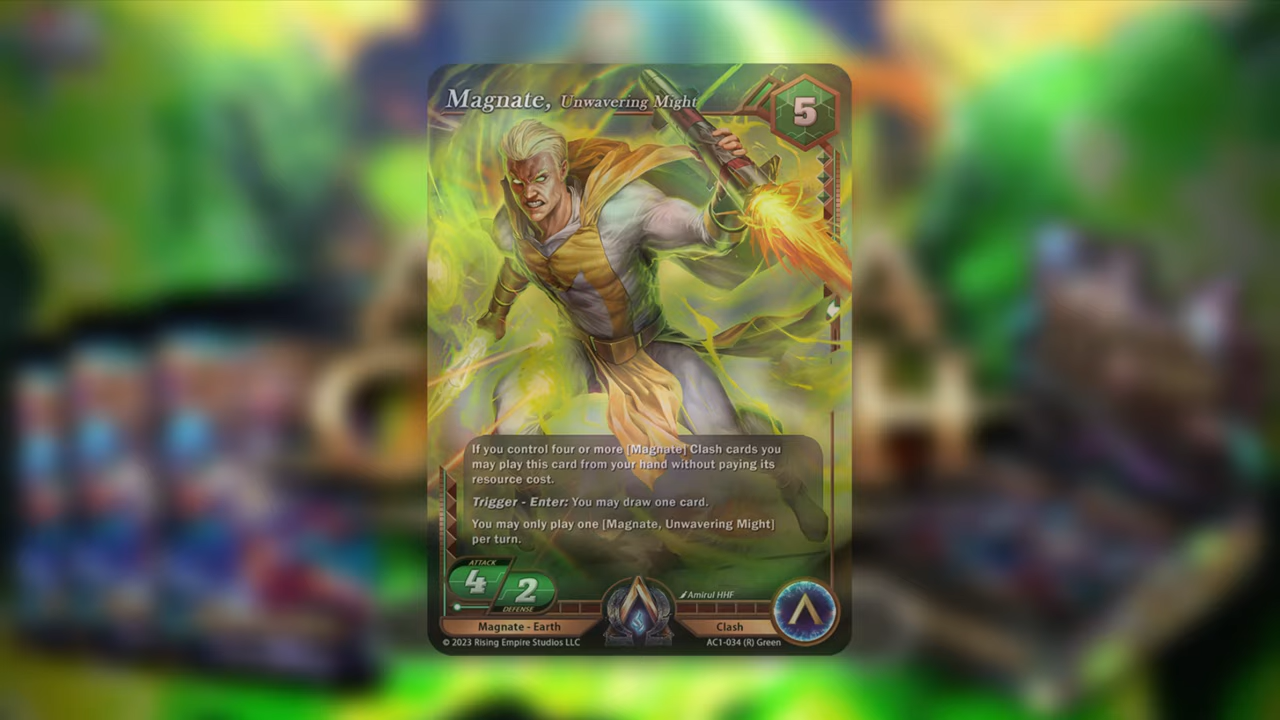 Magnate, Unwavering Might
5
If you control four or more [Magnate] Clash cards you
may play this card from your hand without paying its
resource cost.
Trigger - Enter: You may draw one card.
You may only play one [Magnate, Unwavering Might]
per turn.
ATTACK
4
2
DEFENSE
Amirul HHF
Magnate - Earth
Clash
© 2023 Rising Empire Studios LLC
AC1-034 (R) Green